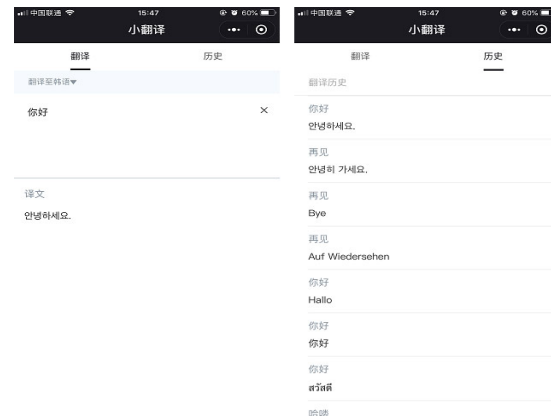 中国联通
15:47
60%
小翻译
翻译
历史
翻译至韩语▾
你好
×
译文
안녕하세요.
中国联通
15:47
60%
小翻译
翻译
历史
翻译历史
你好
안녕하세요.
再见
안녕히 가세요.
再见
Bye
再见
Auf Wiedersehen
你好
Hallo
你好
你好
你好
สวัสดี
哈喽